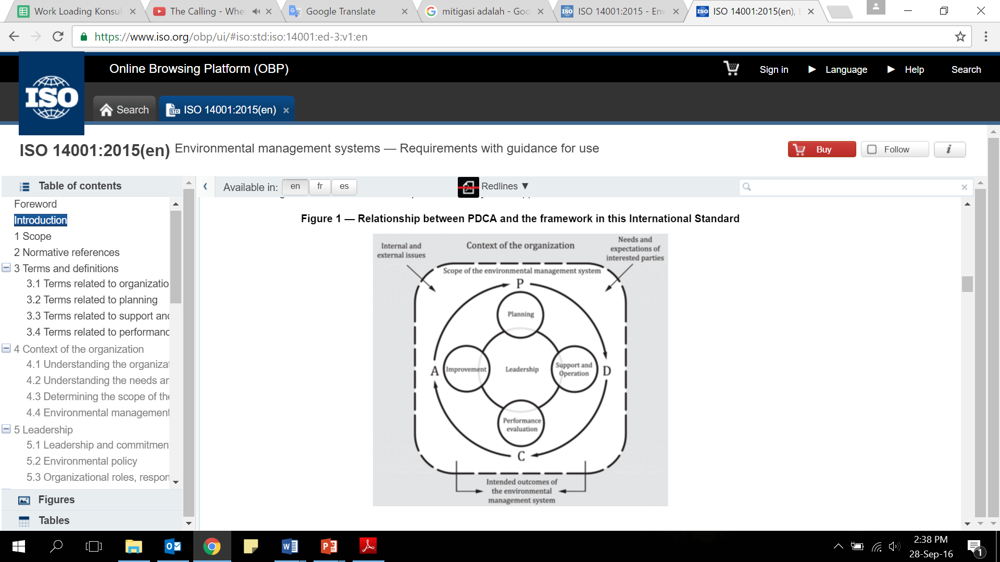 Work Loading Konsul
The Calling - Whe
Google Translate
mitigasi adalah - Goo
ISO 14001:2015 - Env
ISO 14001:2015(en),
https://www.iso.org/obp/ui/#iso:std:iso:14001:ed-3:v1:en
ISO
Online Browsing Platform (OBP)
Sign in
Language
Help
Search
Search
ISO 14001:2015(en)
ISO 14001:2015(en) Environmental management systems — Requirements with guidance for use
Buy
Follow
i
Table of contents
Available in:
en
fr
es
Redlines ▼
Foreword
Introduction
1 Scope
2 Normative references
3 Terms and definitions
3.1 Terms related to organizatio
3.2 Terms related to planning
3.3 Terms related to support and
3.4 Terms related to performanc
4 Context of the organization
4.1 Understanding the organizat
4.2 Understanding the needs an
4.3 Determining the scope of the
4.4 Environmental management
5 Leadership
5.1 Leadership and commitmen
5.2 Environmental policy
5.3 Organizational roles, respon
Figures
Tables
Figure 1 — Relationship between PDCA and the framework in this International Standard
Internal and
external issues
Context of the organization
Needs and
expectations of
interested parties
Scope of the environmental management system
P
Planning
A
Improvement
Leadership
Support and
Operation
D
Performance
evaluation
C
Intended outcomes of
the environmental
management system
2:38 PM
28-Sep-16
1